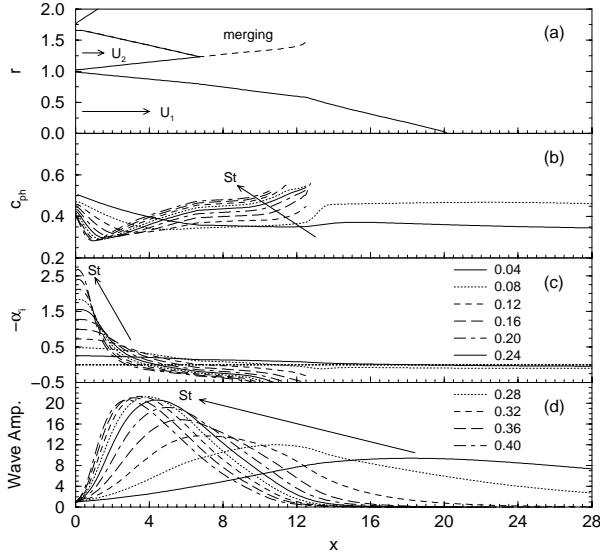 2.0
(a)
merging
1.5
U2
r
1.0
0.5
U1
0.0
(b)
0.6
St
cph
0.4
0.2
St
(c)
2.5
0.04
0.08
−αi
1.5
0.12
0.16
0.5
0.20
0.24
−0.5
St
(d)
0.28
20
0.32
Wave Amp.
16
0.36
12
0.40
8
4
0
0 4 8 12 16 20 24 28
x